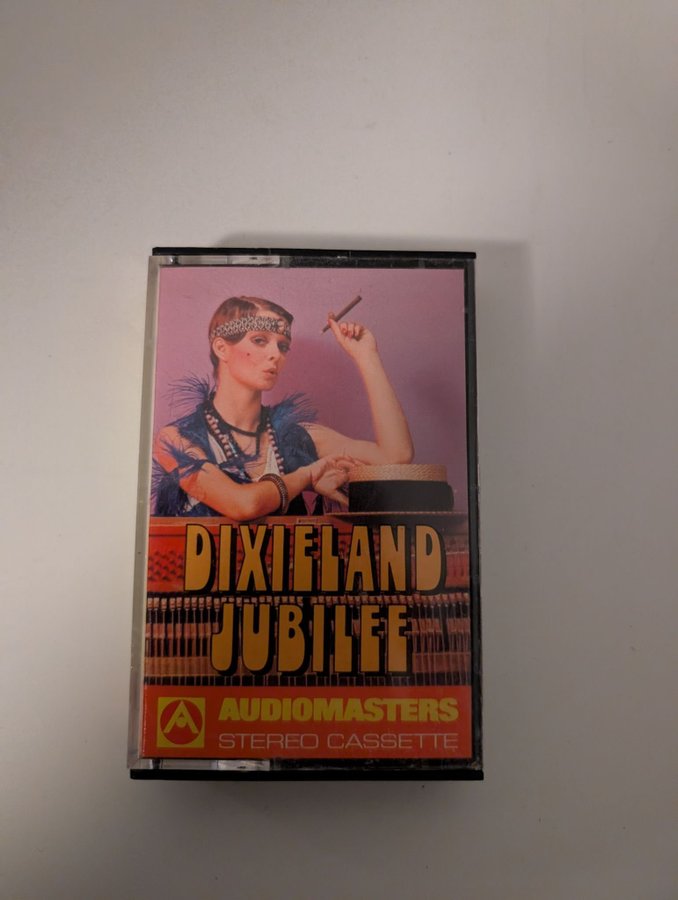 DIXIELAND
JUBILEE
AUDIOMASTERS
STEREO CASSETTE